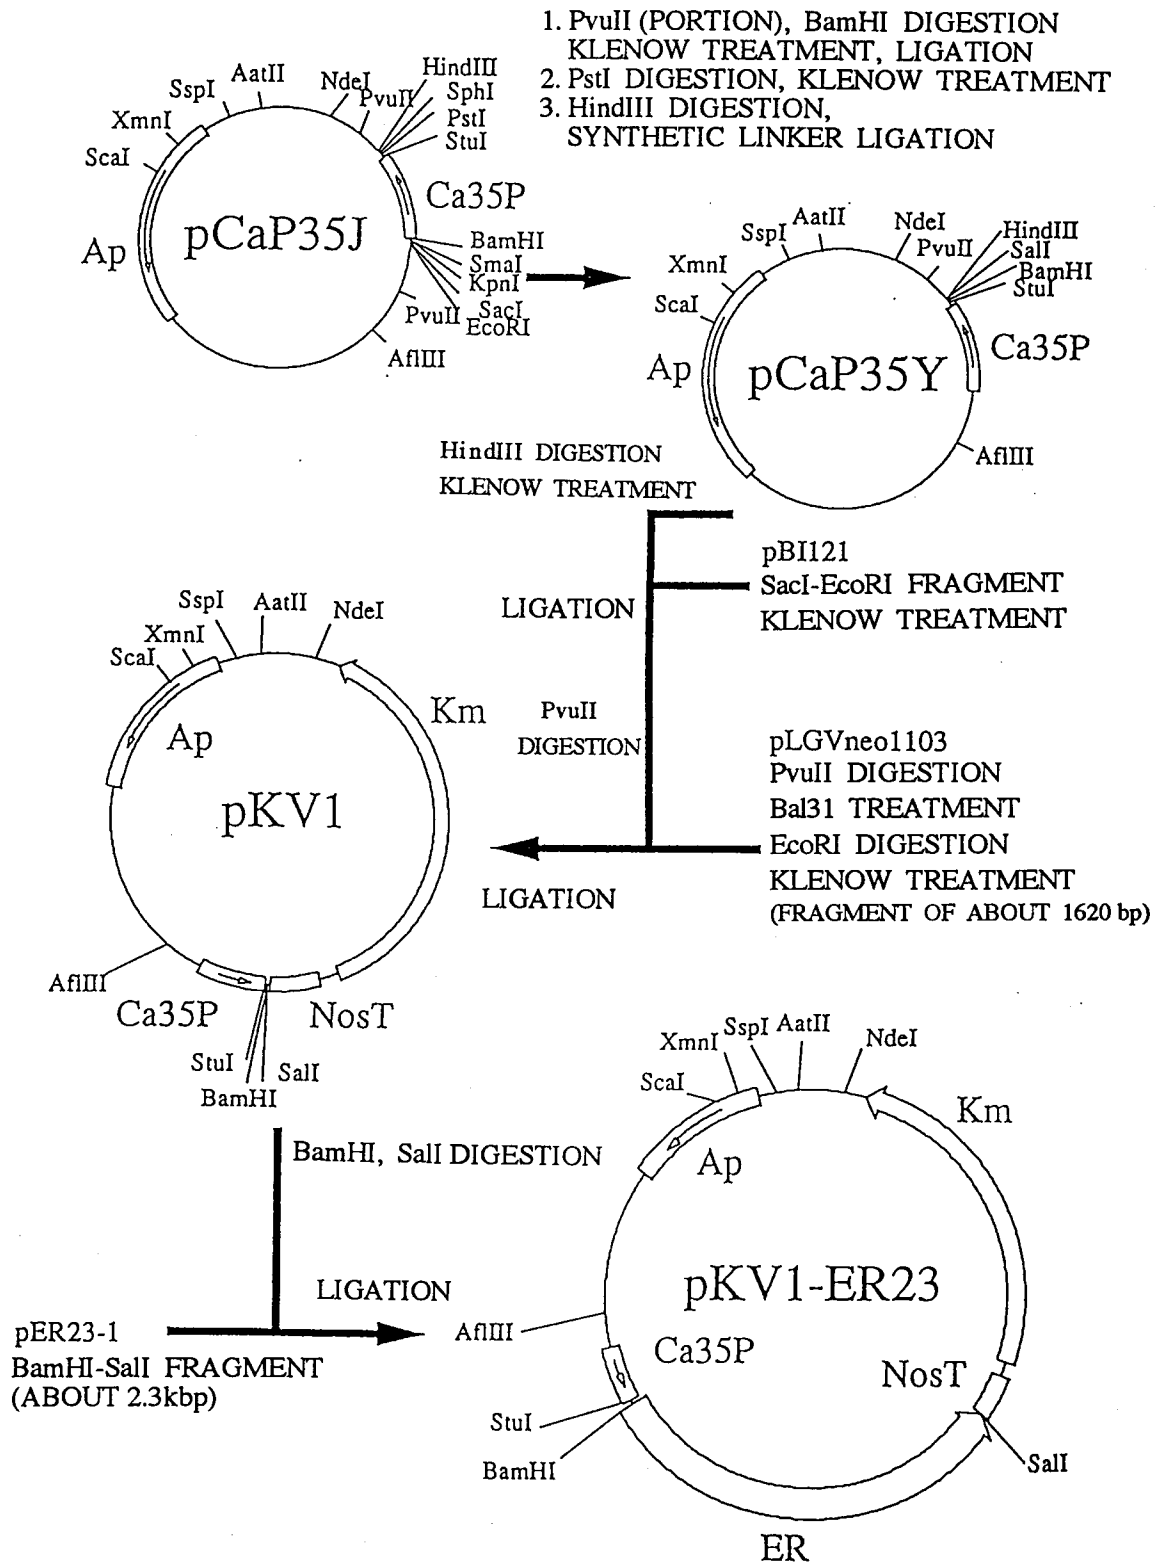 1. PvuII (PORTION), BamHI DIGESTION
KLENOW TREATMENT, LIGATION
2. PstI DIGESTION, KLENOW TREATMENT
3. HindIII DIGESTION,
SYNTHETIC LINKER LIGATION
ScaI
XmnI
SspI
AatII
NdeI
PvuII
HindIII
SphI
PstI
StuI
Ca35P
BamHI
SmaI
KpnI
SacI
EcoRI
PvuII
AflIII
Ap
pCaP35J
ScaI
XmnI
SspI
AatII
NdeI
PvuII
HindIII
SalI
BamHI
StuI
Ca35P
AflIII
Ap
pCaP35Y
HindIII DIGESTION
KLENOW TREATMENT
pBI121
SacI-EcoRI FRAGMENT
KLENOW TREATMENT
LIGATION
PvuII
DIGESTION
pLGVneo1103
PvuII DIGESTION
Bal31 TREATMENT
EcoRI DIGESTION
KLENOW TREATMENT
(FRAGMENT OF ABOUT 1620 bp)
LIGATION
ScaI
XmnI
SspI
AatII
NdeI
Km
Ap
pKV1
AflIII
Ca35P
NosT
StuI
BamHI
SalI
BamHI, SalI DIGESTION
LIGATION
pER23-1
BamHI-SalI FRAGMENT
(ABOUT 2.3kbp)
ScaI
XmnI
SspI
AatII
NdeI
Km
Ap
pKV1-ER23
AflIII
Ca35P
NosT
StuI
BamHI
SalI
ER